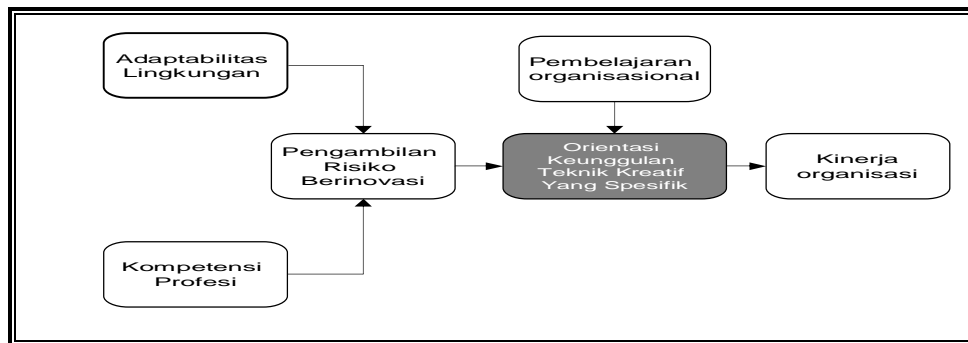 Adaptabilitas
Lingkungan
Pembelajaran
organisasional
Pengambilan
Risiko
Berinovasi
Orientasi
Keunggulan
Teknik Kreatif
Yang Spesifik
Kinerja
organisasi
Kompetensi
Profesi